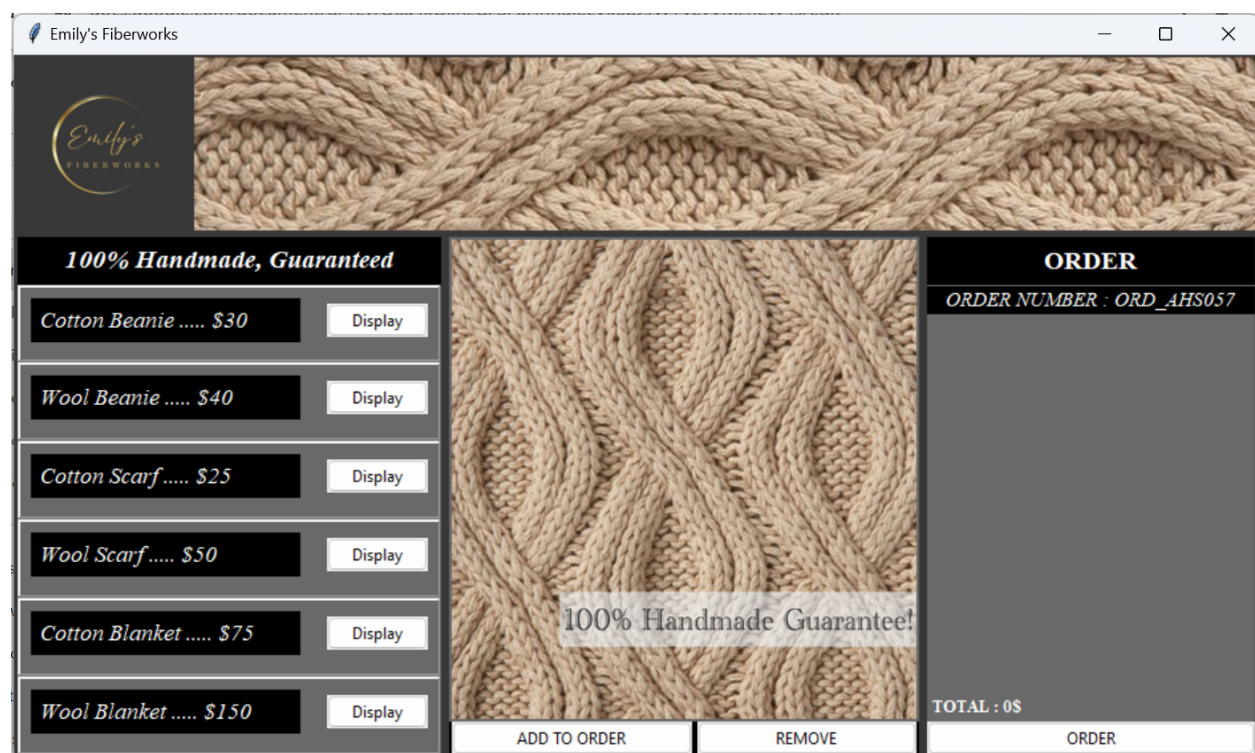 Emily's Fiberworks
Emily's
FIBERWORKS
100% Handmade, Guaranteed
Cotton Beanie ..... $30
Display
Wool Beanie ..... $40
Display
Cotton Scarf ..... $25
Display
Wool Scarf ..... $50
Display
Cotton Blanket ..... $75
Display
Wool Blanket ..... $150
Display
100% Handmade Guarantee!
ADD TO ORDER
REMOVE
ORDER
ORDER NUMBER : ORD_AHS057
TOTAL : 0$
ORDER